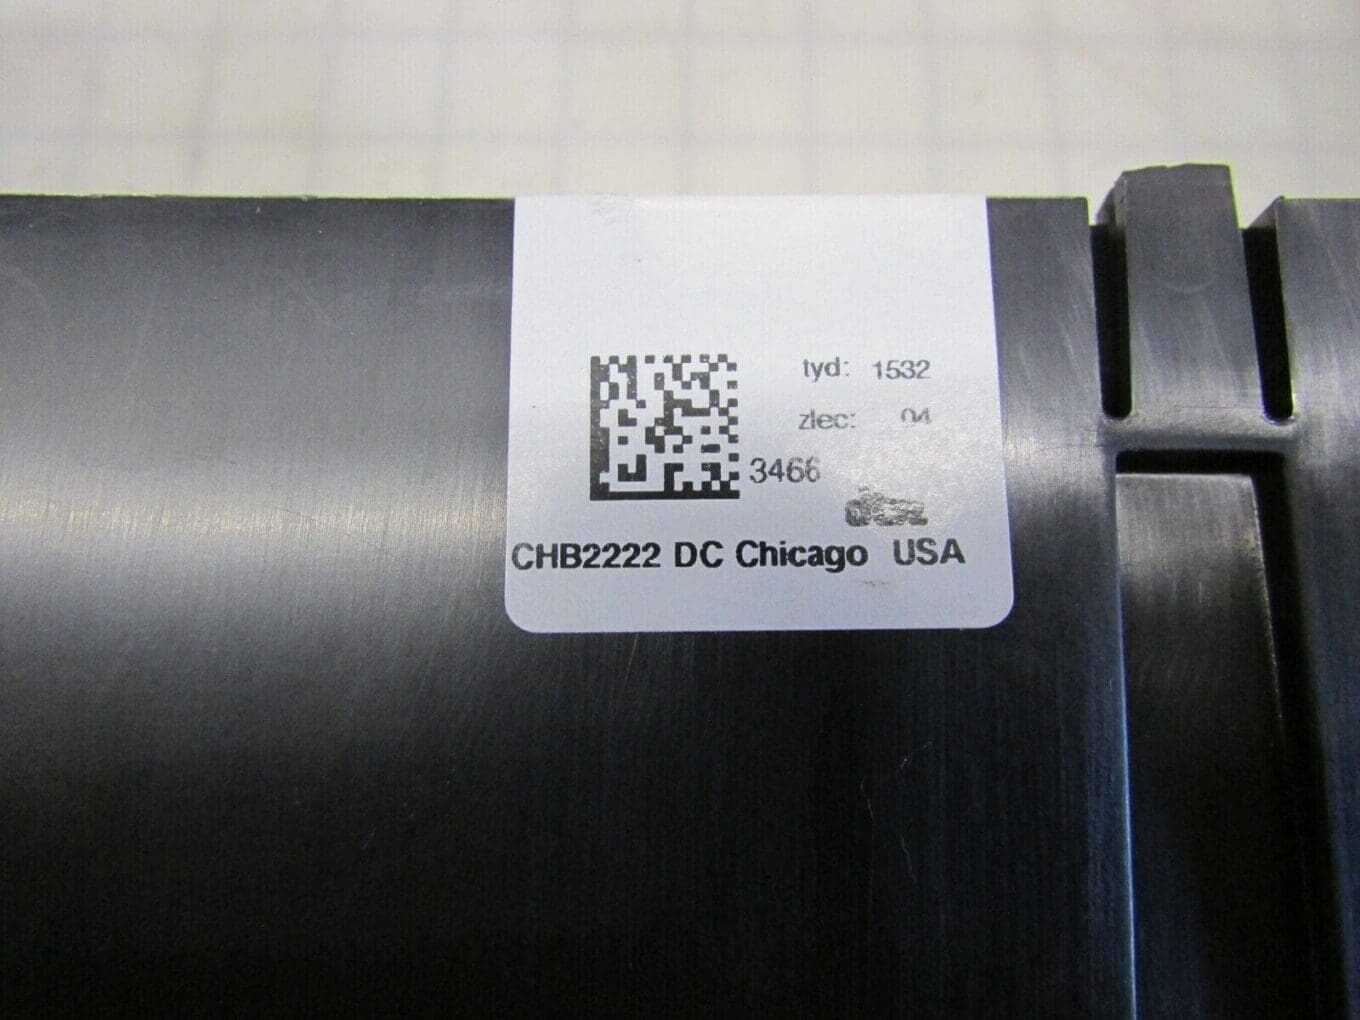 tyd: 1532
zlec: 04
3466
CHB2222 DC Chicago USA